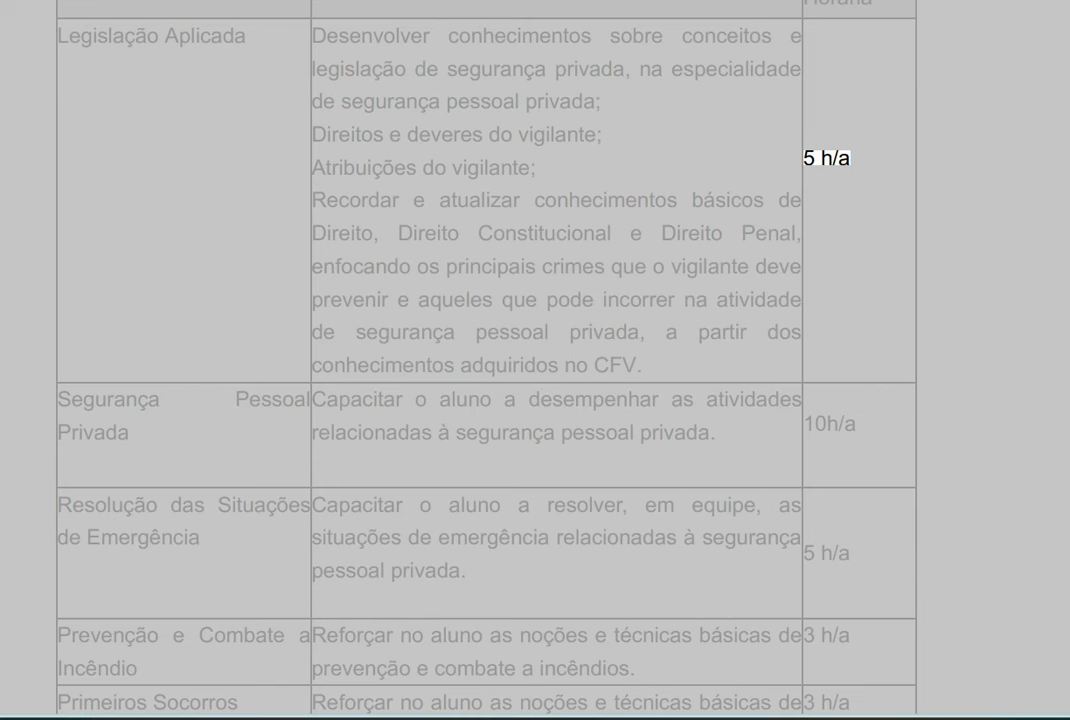 Horária
Legislação Aplicada
Desenvolver conhecimentos sobre conceitos e
legislação de segurança privada, na especialidade
de segurança pessoal privada;
Direitos e deveres do vigilante;
Atribuições do vigilante;
Recordar e atualizar conhecimentos básicos de
Direito, Direito Constitucional e Direito Penal,
enfocando os principais crimes que o vigilante deve
prevenir e aqueles que pode incorrer na atividade
de segurança pessoal privada, a partir dos
conhecimentos adquiridos no CFV.
5 h/a
Segurança Pessoal
Privada
Capacitar o aluno a desempenhar as atividades
relacionadas à segurança pessoal privada.
10h/a
Resolução das Situações
de Emergência
Capacitar o aluno a resolver, em equipe, as
situações de emergência relacionadas à segurança
pessoal privada.
5 h/a
Prevenção e Combate a
Incêndio
Reforçar no aluno as noções e técnicas básicas de
prevenção e combate a incêndios.
3 h/a
Primeiros Socorros
Reforçar no aluno as noções e técnicas básicas de
3 h/a